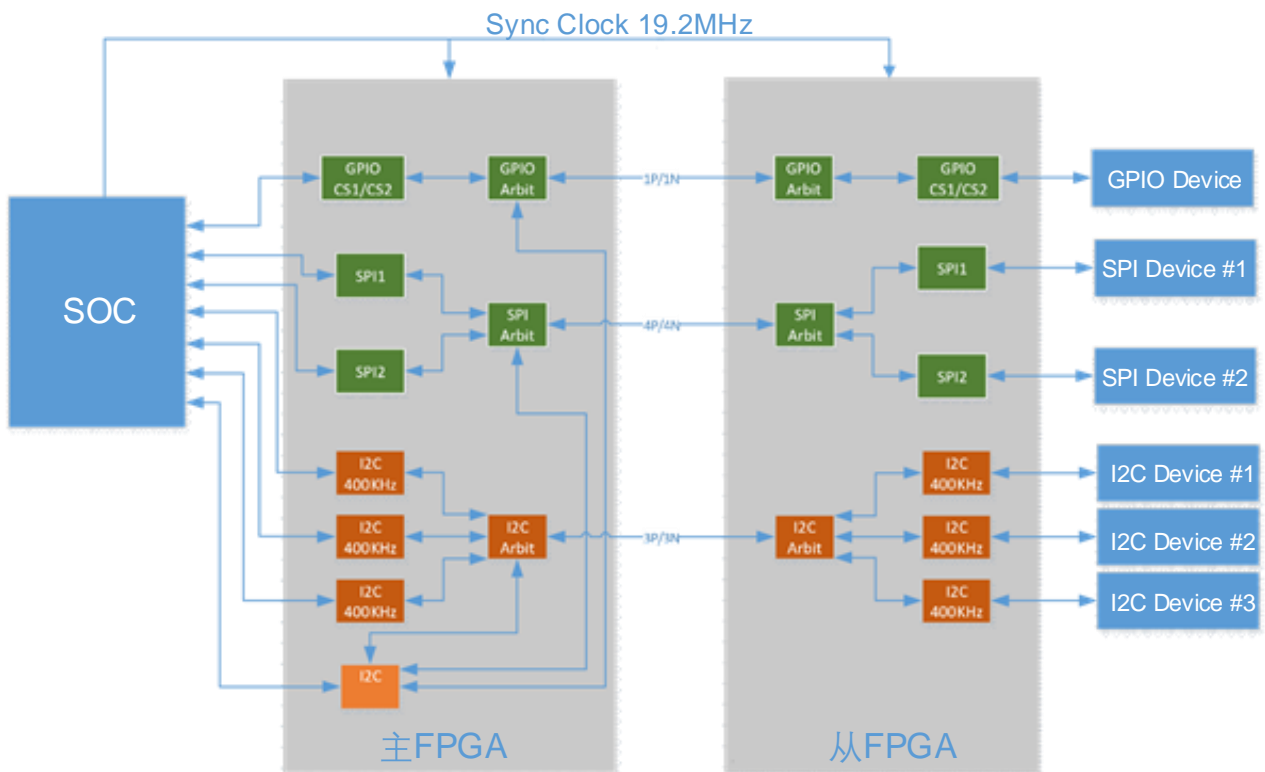 Sync Clock 19.2MHz
SOC
GPIO
CS1/CS2
GPIO
Arbit
1P/1N
GPIO
Arbit
GPIO
CS1/CS2
GPIO Device
SPI1
SPI2
SPI
Arbit
4P/4N
SPI
Arbit
SPI1
SPI2
SPI Device #1
SPI Device #2
I2C
400KHz
I2C
400KHz
I2C
400KHz
I2C
Arbit
3P/3N
I2C
Arbit
I2C
400KHz
I2C
400KHz
I2C
400KHz
I2C Device #1
I2C Device #2
I2C Device #3
I2C
主FPGA
从FPGA